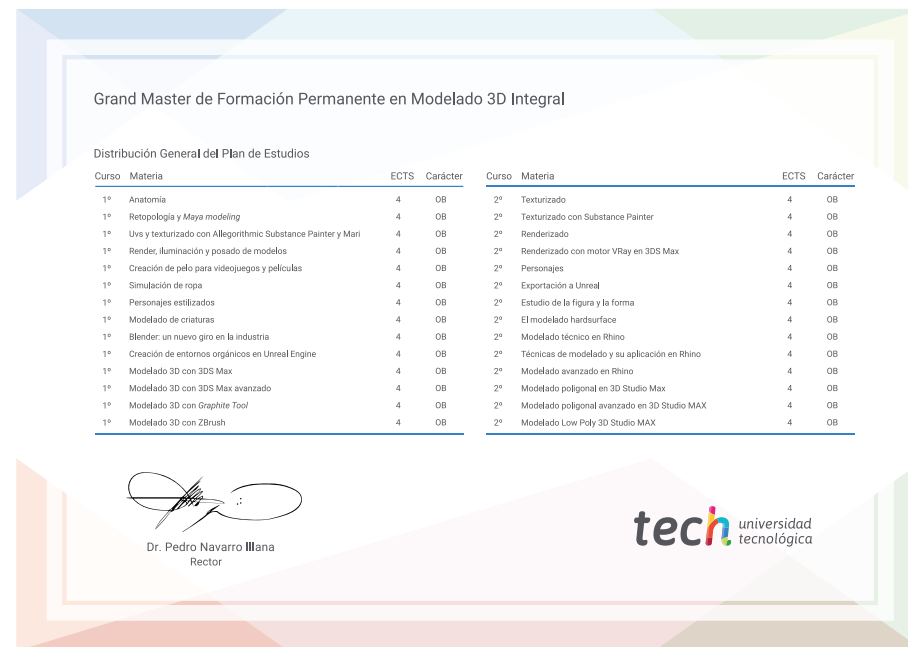 Grand Master de Formación Permanente en Modelado 3D Integral
Distribución General del Plan de Estudios
Curso Materia ECTS Carácter
1º Anatomía 4 OB
1º Retopología y Maya modeling 4 OB
1º Uvs y texturizado con Allegorithmic Substance Painter y Mari 4 OB
1º Render, iluminación y posado de modelos 4 OB
1º Creación de pelo para videojuegos y películas 4 OB
1º Simulación de ropa 4 OB
1º Personajes estilizados 4 OB
1º Modelado de criaturas 4 OB
1º Blender: un nuevo giro en la industria 4 OB
1º Creación de entornos orgánicos en Unreal Engine 4 OB
1º Modelado 3D con 3DS Max 4 OB
1º Modelado 3D con 3DS Max avanzado 4 OB
1º Modelado 3D con Graphite Tool 4 OB
1º Modelado 3D con ZBrush 4 OB
Curso Materia ECTS Carácter
2º Texturizado 4 OB
2º Texturizado con Substance Painter 4 OB
2º Renderizado 4 OB
2º Renderizado con motor VRay en 3DS Max 4 OB
2º Personajes 4 OB
2º Exportación a Unreal 4 OB
2º Estudio de la figura y la forma 4 OB
2º El modelado hardsurface 4 OB
2º Modelado técnico en Rhino 4 OB
2º Técnicas de modelado y su aplicación en Rhino 4 OB
2º Modelado avanzado en Rhino 4 OB
2º Modelado poligonal en 3D Studio Max 4 OB
2º Modelado poligonal avanzado en 3D Studio MAX 4 OB
2º Modelado Low Poly 3D Studio MAX 4 OB
Dr. Pedro Navarro Illana
Rector
tech universidad
tecnológica